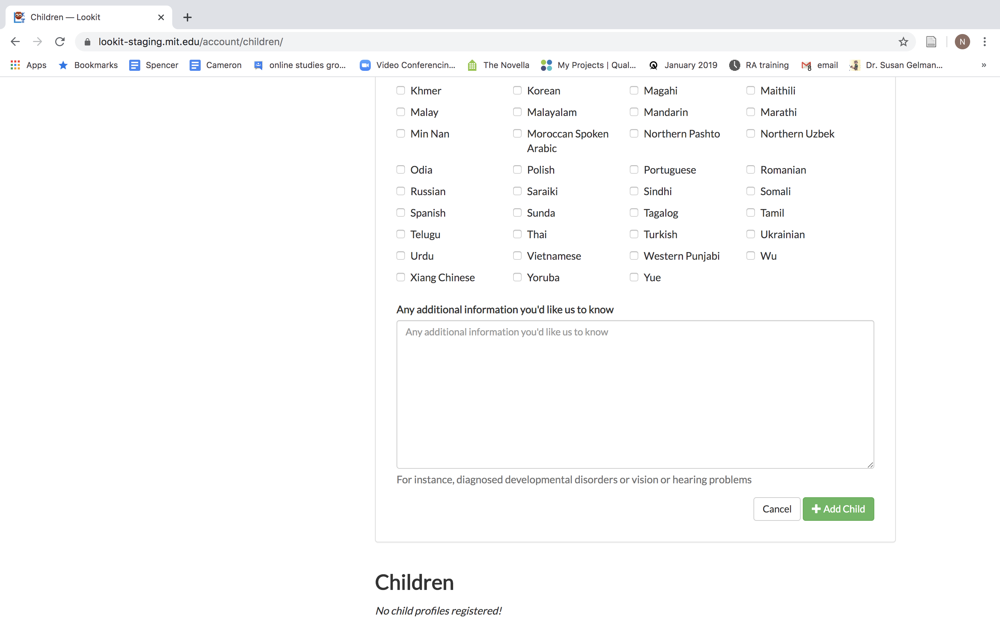 Children — Lookit
lookit-staging.mit.edu/account/children/
N
Apps Bookmarks Spencer Cameron online studies gro... Video Conferencin... The Novella My Projects | Qual... January 2019 RA training 8 email Dr. Susan Gelman... »
Khmer Korean Magahi Maithili
Malay Malayalam Mandarin Marathi
Min Nan Moroccan Spoken Northern Pashto Northern Uzbek
Arabic
Odia Polish Portuguese Romanian
Russian Saraiki Sindhi Somali
Spanish Sunda Tagalog Tamil
Telugu Thai Turkish Ukrainian
Urdu Vietnamese Western Punjabi Wu
Xiang Chinese Yoruba Yue
Any additional information you'd like us to know
Any additional information you'd like us to know
For instance, diagnosed developmental disorders or vision or hearing problems
Cancel Add Child
Children
No child profiles registered!